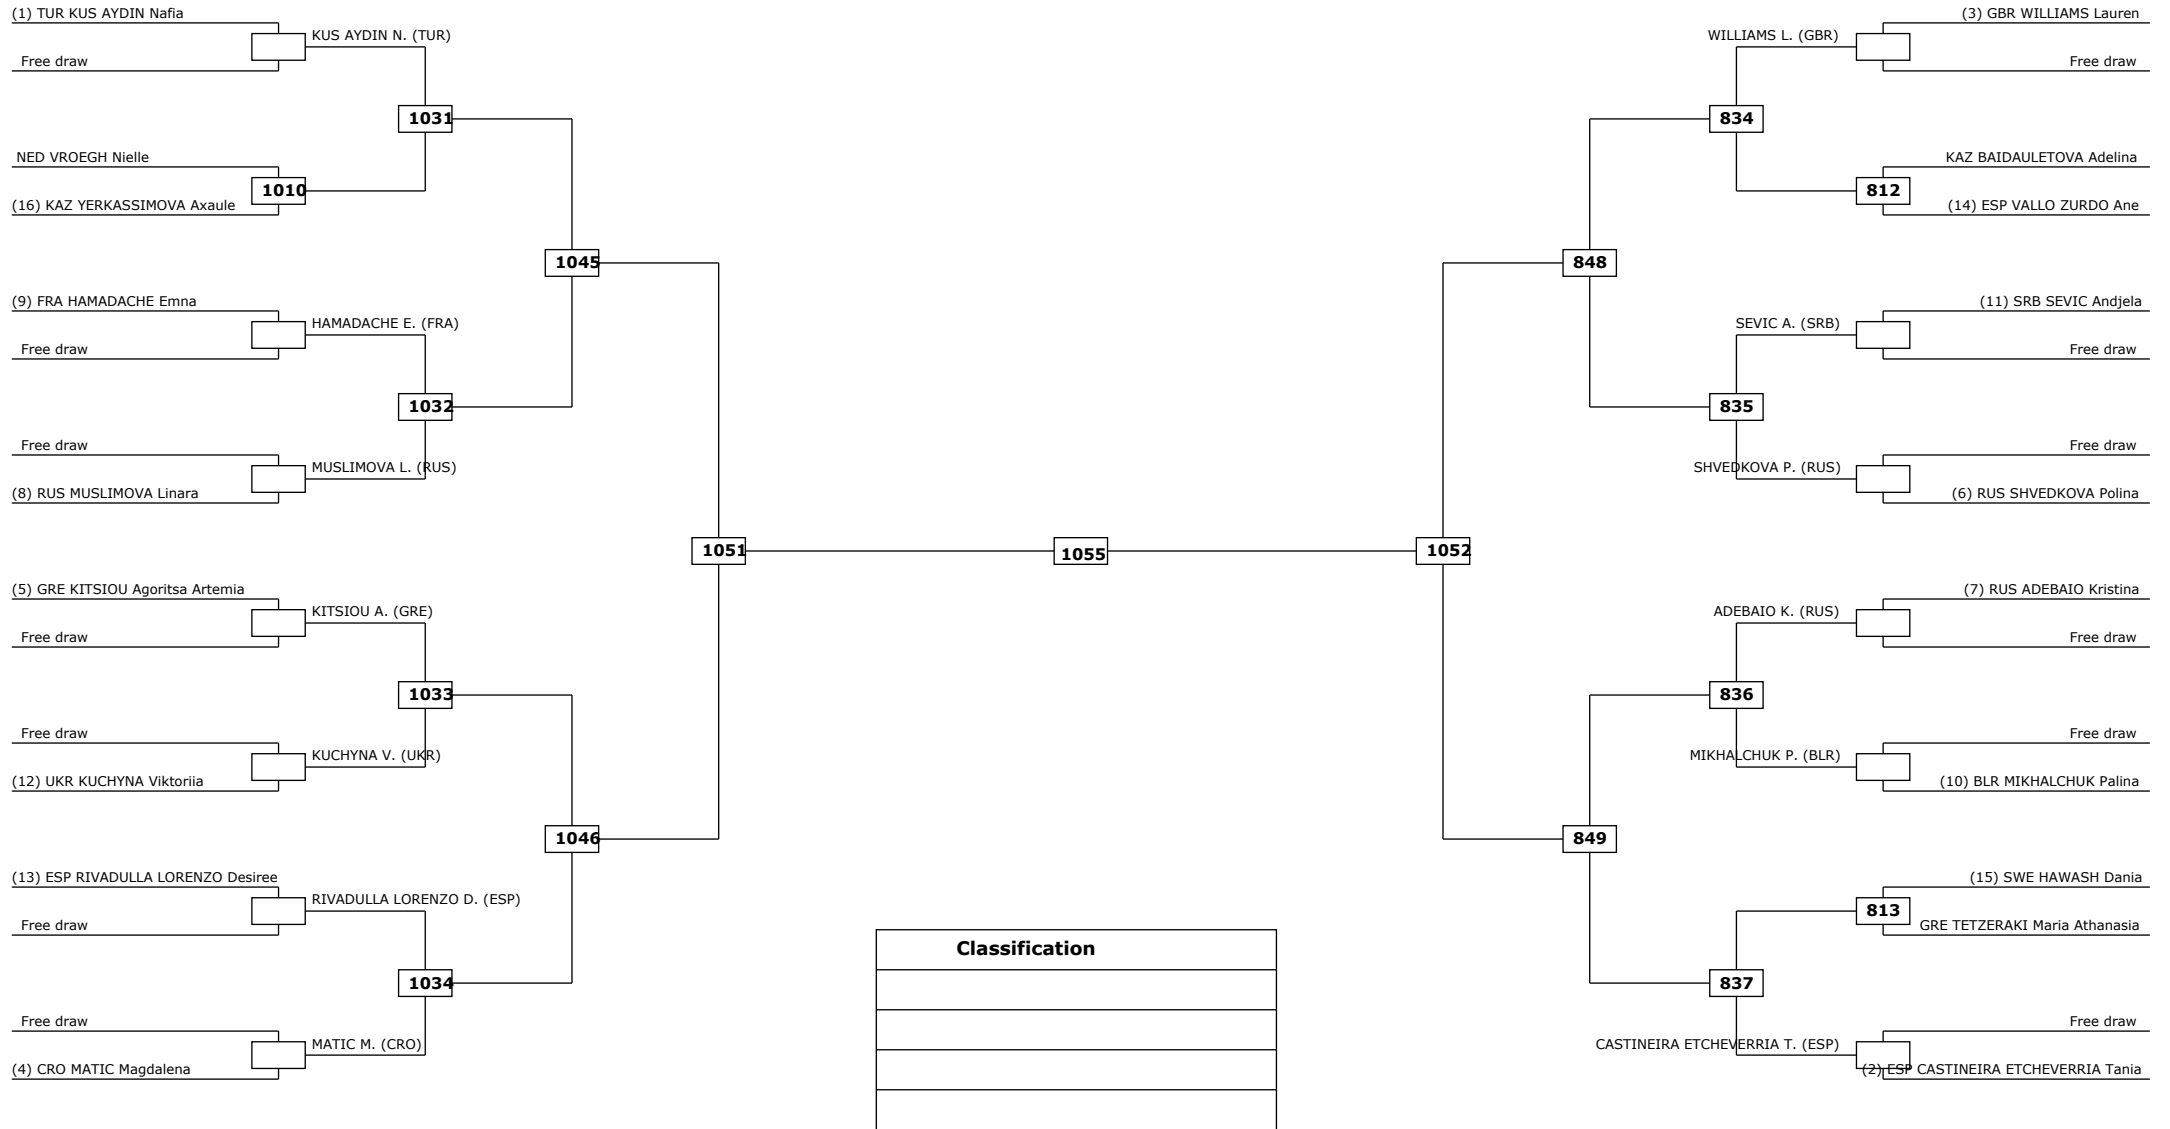 (1) TUR KUS AYDIN Nafia
KUS AYDIN N. (TUR)
Free draw
1031
NED VROEGH Nielle
1010
(16) KAZ YERKASSIMOVA Axaule
1045
(9) FRA HAMADACHE Emna
HAMADACHE E. (FRA)
Free draw
1032
Free draw
MUSLIMOVA L. (RUS)
(8) RUS MUSLIMOVA Linara
1051
(5) GRE KITSIOU Agoritsa Artemia
KITSIOU A. (GRE)
Free draw
1033
Free draw
KUCHYNA V. (UKR)
(12) UKR KUCHYNA Viktoriia
1046
(13) ESP RIVADULLA LORENZO Desiree
RIVADULLA LORENZO D. (ESP)
Free draw
1034
Free draw
MATIC M. (CRO)
(4) CRO MATIC Magdalena
1055
Classification
(3) GBR WILLIAMS Lauren
WILLIAMS L. (GBR)
Free draw
834
KAZ BAIDAULETOVA Adelina
812
(14) ESP VALLO ZURDO Ane
848
(11) SRB SEVIC Andjela
SEVIC A. (SRB)
Free draw
835
Free draw
SHVEDKOVA P. (RUS)
(6) RUS SHVEDKOVA Polina
1052
(7) RUS ADEBAIO Kristina
ADEBAIO K. (RUS)
Free draw
836
Free draw
MIKHALCHUK P. (BLR)
(10) BLR MIKHALCHUK Palina
849
(15) SWE HAWASH Dania
813
GRE TETZERAKI Maria Athanasia
837
Free draw
CASTINEIRA ETCHEVERRIA T. (ESP)
(2) ESP CASTINEIRA ETCHEVERRIA Tania